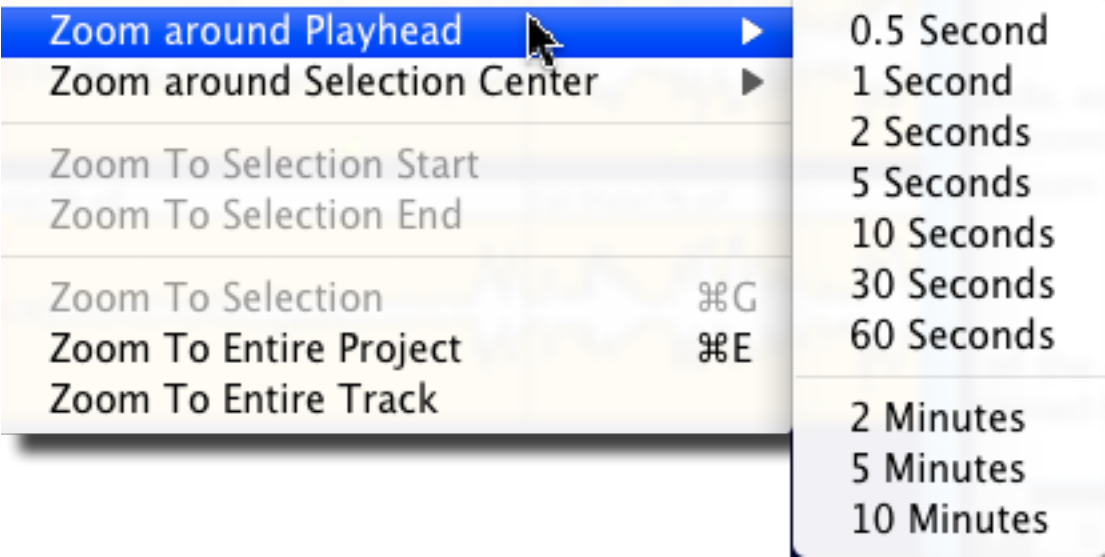 Zoom around Playhead
Zoom around Selection Center
Zoom To Selection Start
Zoom To Selection End
Zoom To Selection ⌘G
Zoom To Entire Project ⌘E
Zoom To Entire Track
0.5 Second
1 Second
2 Seconds
5 Seconds
10 Seconds
30 Seconds
60 Seconds
2 Minutes
5 Minutes
10 Minutes